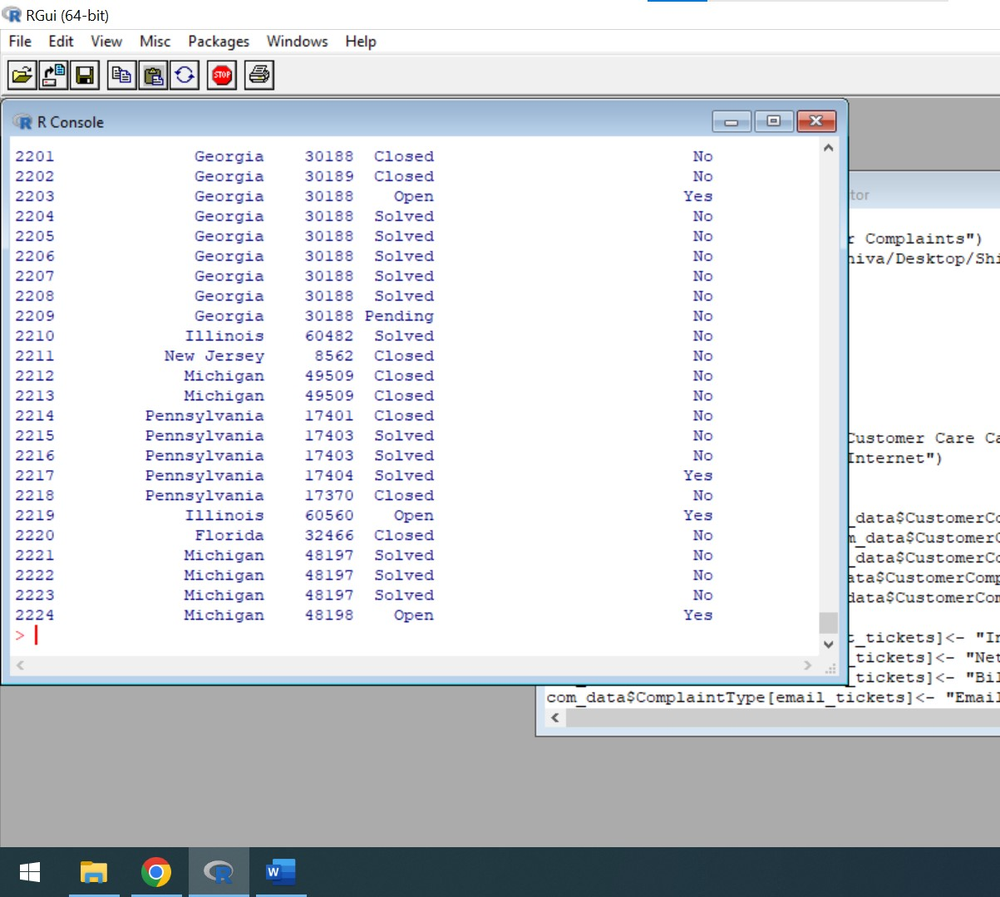 RGui (64-bit)
File Edit View Misc Packages Windows Help
STOP
R Console
2201 Georgia 30188 Closed No
2202 Georgia 30189 Closed No
2203 Georgia 30188 Open Yes
2204 Georgia 30188 Solved No
2205 Georgia 30188 Solved No
2206 Georgia 30188 Solved No
2207 Georgia 30188 Solved No
2208 Georgia 30188 Solved No
2209 Georgia 30188 Pending No
2210 Illinois 60482 Solved No
2211 New Jersey 8562 Closed No
2212 Michigan 49509 Closed No
2213 Michigan 49509 Closed No
2214 Pennsylvania 17401 Closed No
2215 Pennsylvania 17403 Solved No
2216 Pennsylvania 17403 Solved No
2217 Pennsylvania 17404 Solved Yes
2218 Pennsylvania 17370 Closed No
2219 Illinois 60560 Open Yes
2220 Florida 32466 Closed No
2221 Michigan 48197 Solved No
2222 Michigan 48197 Solved No
2223 Michigan 48197 Solved No
2224 Michigan 48198 Open Yes
>
tor
r Complaints")
hiva/Desktop/Shi
Customer Care Ca
Internet")
_data$CustomerCo
m_data$CustomerC
_data$CustomerCo
ata$CustomerComp
data$CustomerCom
t_tickets]<- "In
_tickets]<- "Net
_tickets]<- "Bil
com_data$ComplaintType[email_tickets]<- "Email
R
W